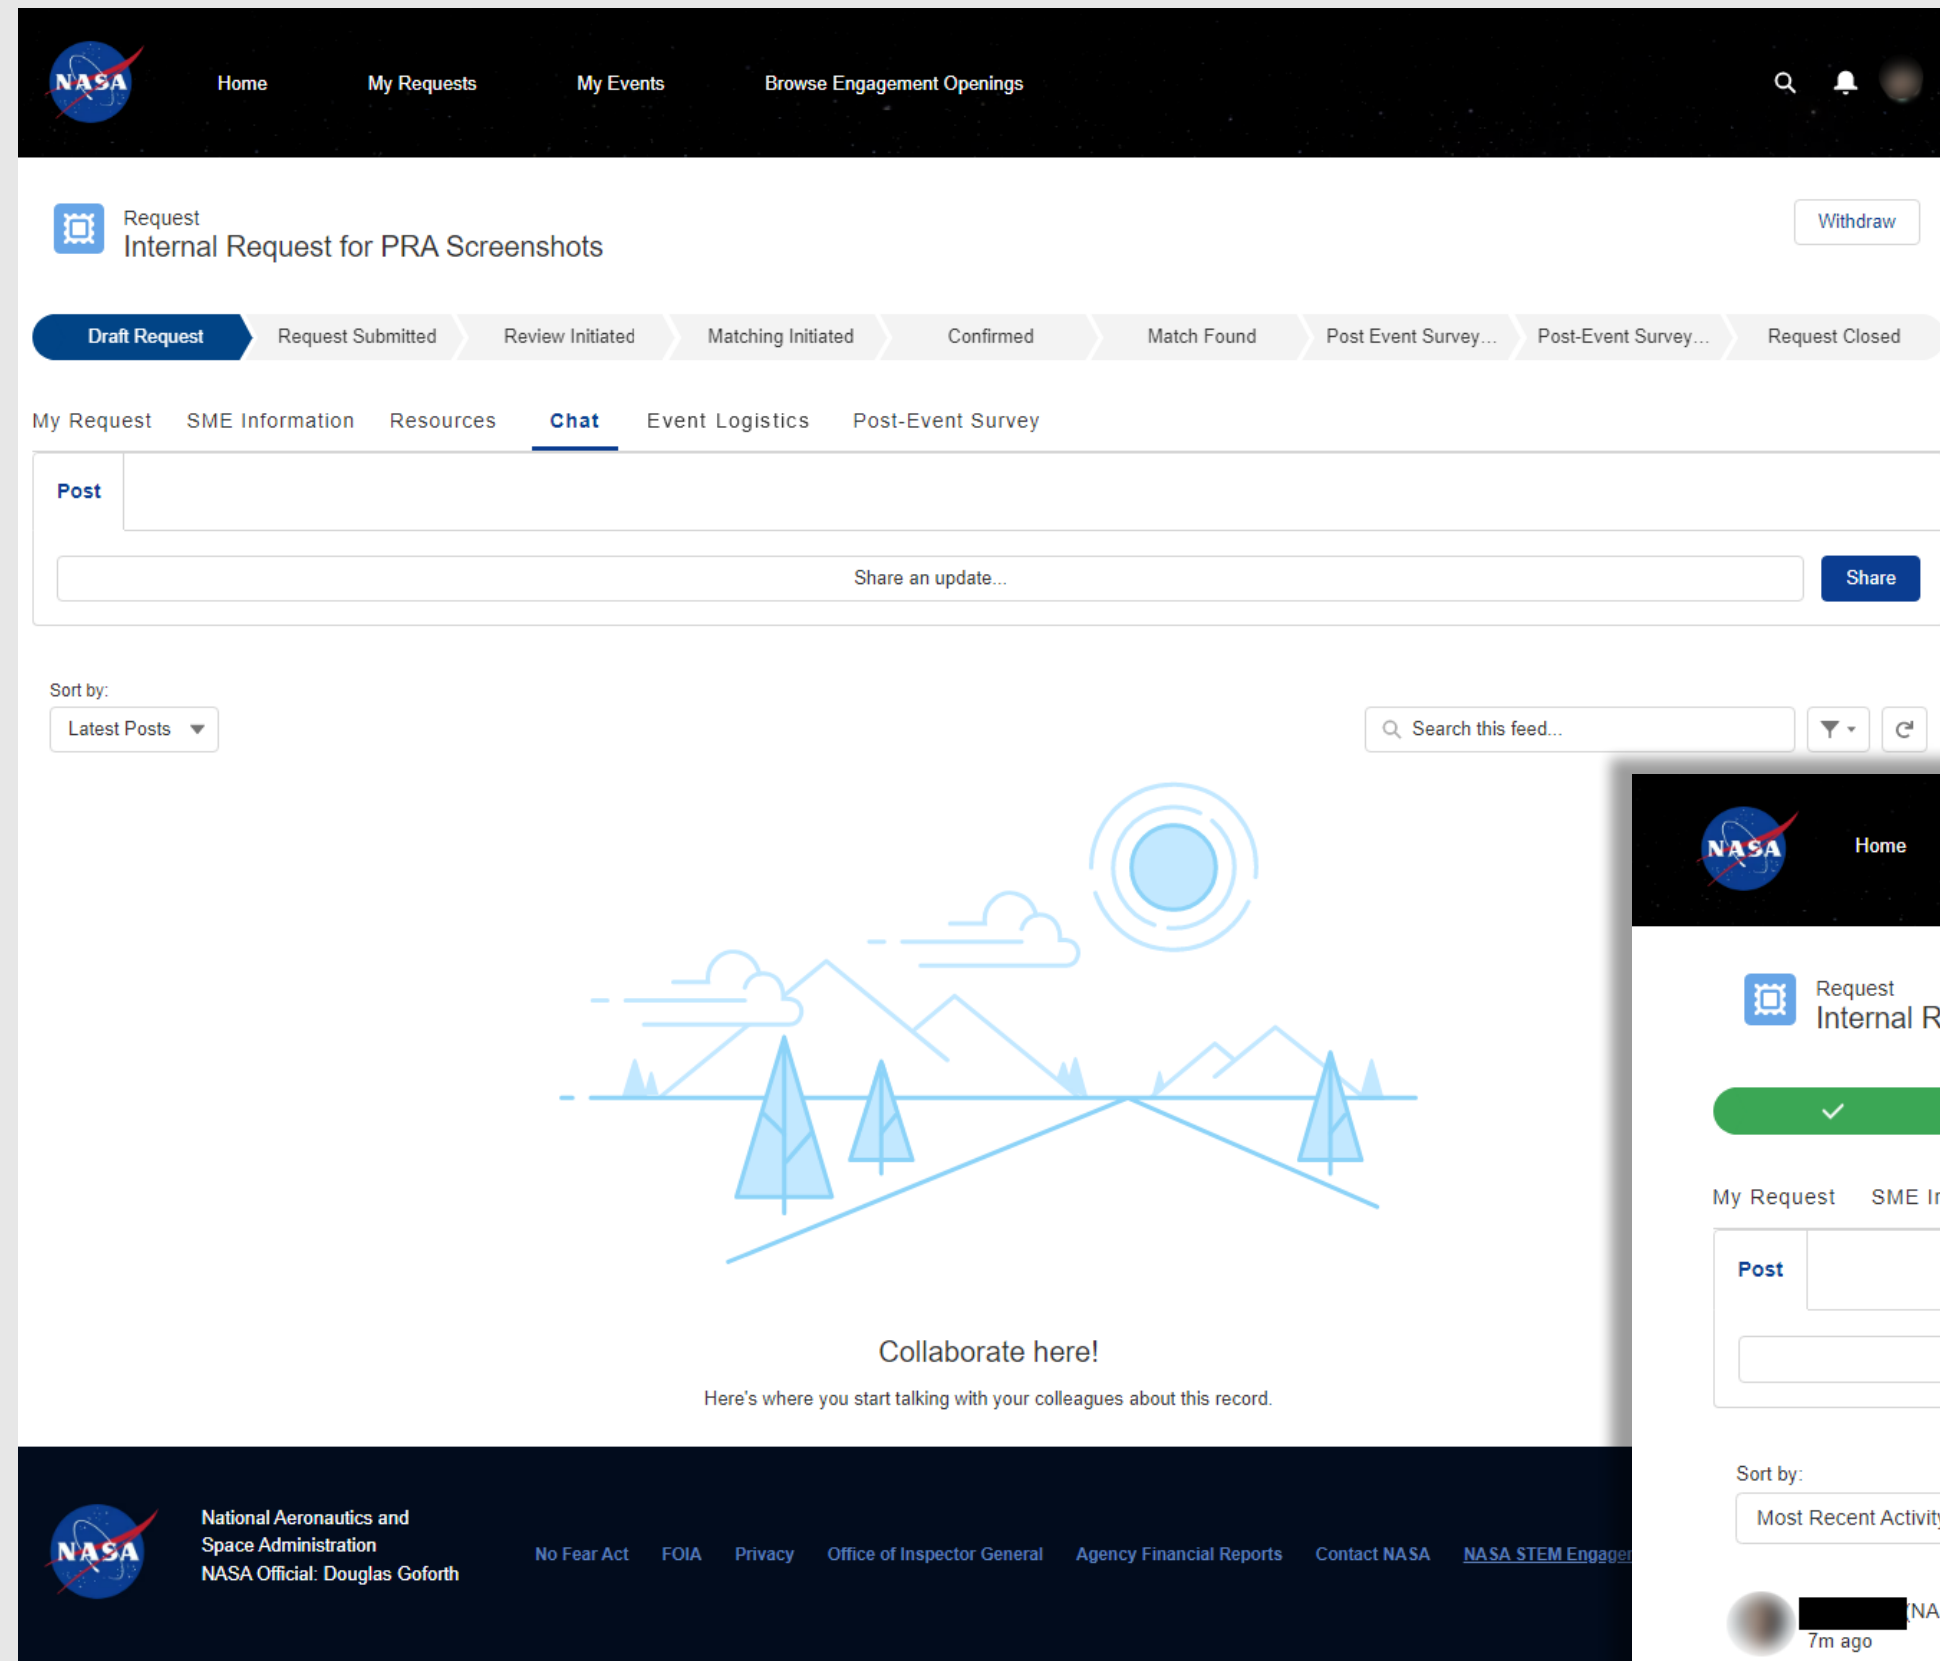 NASA
Home My Requests My Events Browse Engagement Openings
Request
Internal Request for PRA Screenshots
Withdraw
Draft Request Request Submitted Review Initiated Matching Initiated Confirmed Match Found Post Event Survey... Post-Event Survey... Request Closed
My Request SME Information Resources Chat Event Logistics Post-Event Survey
Post
Share an update...
Share
Sort by:
Latest Posts
Search this feed...
Collaborate here!
Here's where you start talking with your colleagues about this record.
NASA
National Aeronautics and
Space Administration
NASA Official: Douglas Goforth
No Fear Act FOIA Privacy Office of Inspector General Agency Financial Reports Contact NASA NASA STEM Engager
NASA
Home
Request
Internal R
My Request SME In
Post
Sort by:
Most Recent Activity
(NA
7m ago